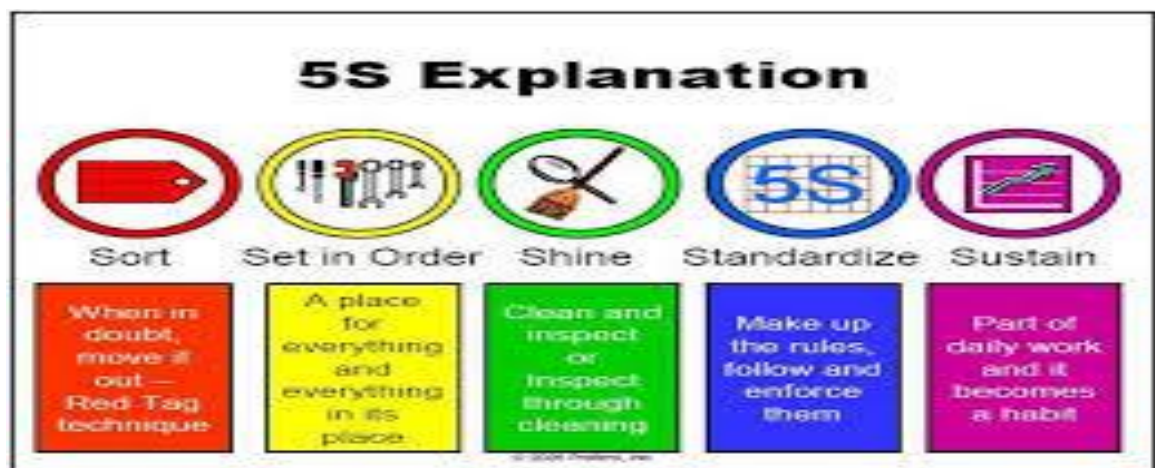 5S Explanation
5S
Sort
Set in Order
Shine
Standardize
Sustain
When in
doubt,
move it
out –
Red Tag
technique
A place
for
everything
and
everything
in its
place
Clean and
inspect
or
Inspect
through
cleaning
Make up
the rules,
follow and
enforce
them
Part of
daily work
and it
becomes
a habit